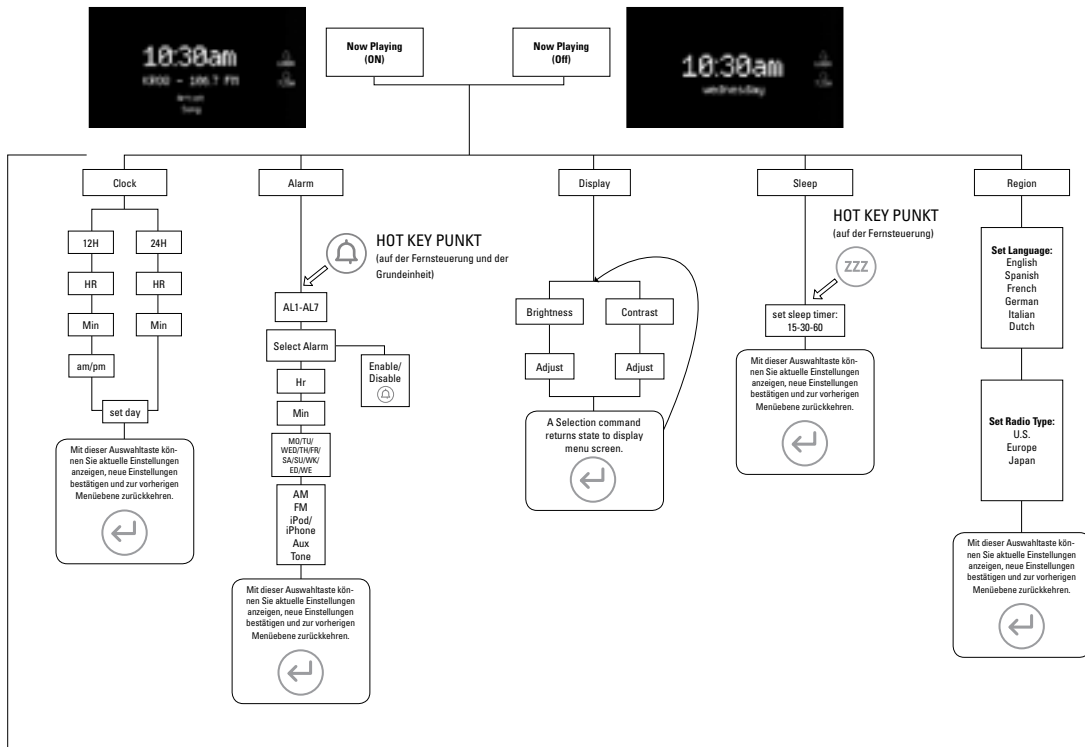 10:30am
KROQ - 106.7 FM
Artist
Song
Now Playing
(ON)
Now Playing
(Off)
10:30am
wednesday
Clock
Alarm
Display
Sleep
Region
12H
24H
HR
HR
Min
Min
am/pm
set day
Mit dieser Auswahltaste kön-
nen Sie aktuelle Einstellungen
anzeigen, neue Einstellungen
bestätigen und zur vorherigen
Menüebene zurückkehren.
HOT KEY PUNKT
(auf der Fernsteuerung und der
Grundeinheit)
AL1-AL7
Select Alarm
Enable/
Disable
Hr
Min
MO/TU/
WED/TH/FR/
SA/SU/WK/
ED/WE
AM
FM
iPod/
iPhone
Aux
Tone
Mit dieser Auswahltaste kön-
nen Sie aktuelle Einstellungen
anzeigen, neue Einstellungen
bestätigen und zur vorherigen
Menüebene zurückkehren.
Brightness
Contrast
Adjust
Adjust
A Selection command
returns state to display
menu screen.
HOT KEY PUNKT
(auf der Fernsteuerung)
ZZZ
set sleep timer:
15-30-60
Mit dieser Auswahltaste kön-
nen Sie aktuelle Einstellungen
anzeigen, neue Einstellungen
bestätigen und zur vorherigen
Menüebene zurückkehren.
Set Language:
English
Spanish
French
German
Italian
Dutch
Set Radio Type:
U.S.
Europe
Japan
Mit dieser Auswahltaste kön-
nen Sie aktuelle Einstellungen
anzeigen, neue Einstellungen
bestätigen und zur vorherigen
Menüebene zurückkehren.